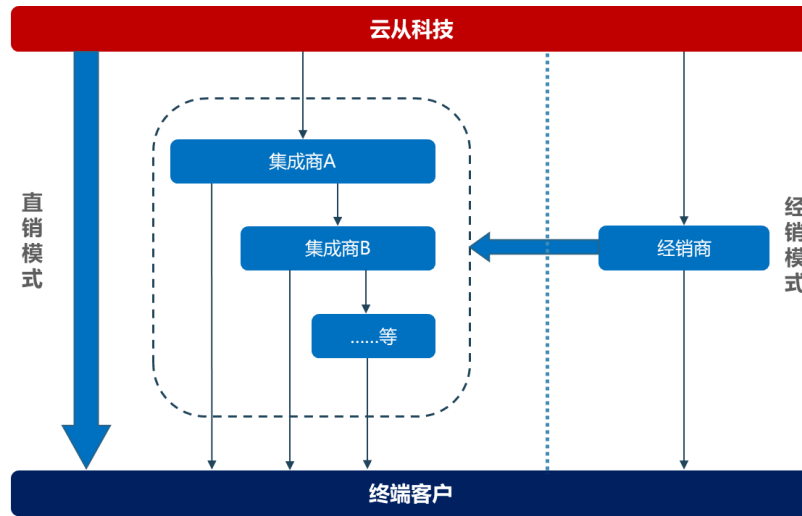 云从科技
集成商A
直销模式
集成商B
经销商
经销模式
......等
终端客户